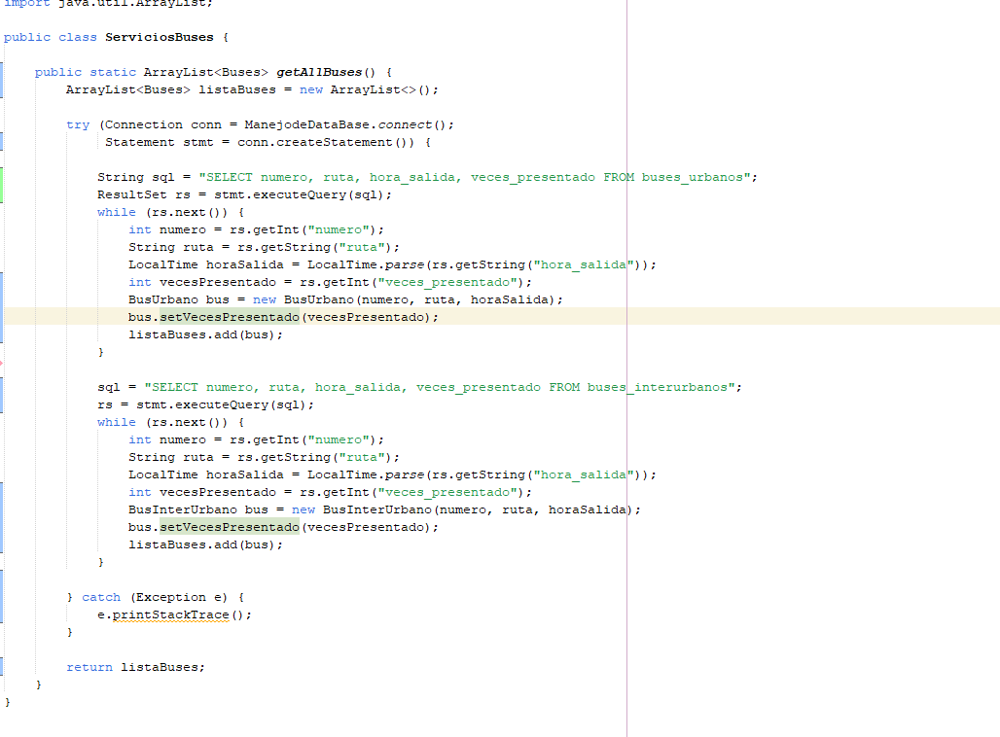 import java.util.ArrayList;
public class ServiciosBuses {
public static ArrayList<Buses> getAllBuses() {
ArrayList<Buses> listaBuses = new ArrayList<>();
try (Connection conn = ManejodeDataBase.connect();
Statement stmt = conn.createStatement()) {
String sql = "SELECT numero, ruta, hora_salida, veces_presentado FROM buses_urbanos";
ResultSet rs = stmt.executeQuery(sql);
while (rs.next()) {
int numero = rs.getInt("numero");
String ruta = rs.getString("ruta");
LocalTime horaSalida = LocalTime.parse(rs.getString("hora_salida"));
int vecesPresentado = rs.getInt("veces_presentado");
BusUrbano bus = new BusUrbano(numero, ruta, horaSalida);
bus.setVecesPresentado(vecesPresentado);
listaBuses.add(bus);
}
sql = "SELECT numero, ruta, hora_salida, veces_presentado FROM buses_interurbanos";
rs = stmt.executeQuery(sql);
while (rs.next()) {
int numero = rs.getInt("numero");
String ruta = rs.getString("ruta");
LocalTime horaSalida = LocalTime.parse(rs.getString("hora_salida"));
int vecesPresentado = rs.getInt("veces_presentado");
BusInterUrbano bus = new BusInterUrbano(numero, ruta, horaSalida);
bus.setVecesPresentado(vecesPresentado);
listaBuses.add(bus);
}
} catch (Exception e) {
e.printStackTrace();
}
return listaBuses;
}
}